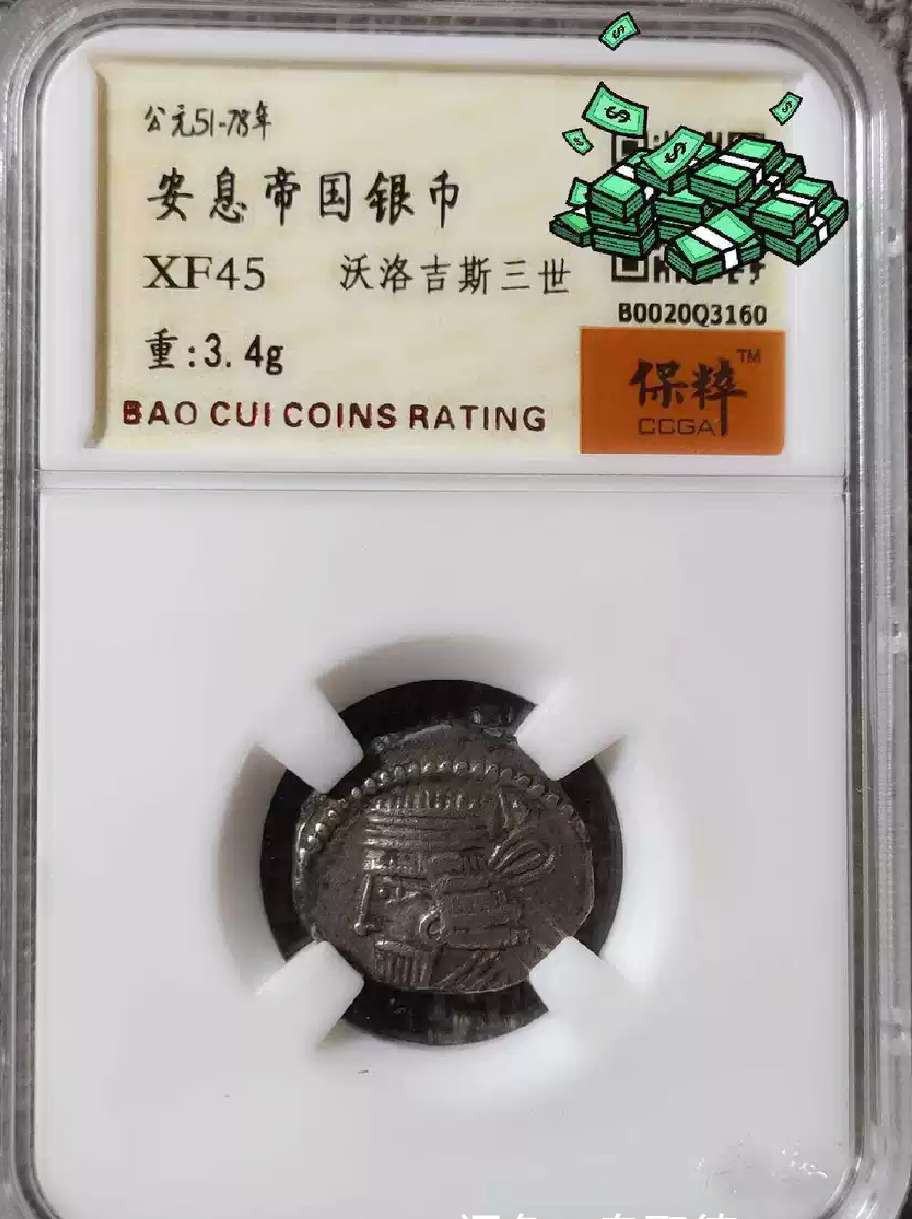 公元51-78年
安息帝国银币
XF45 沃洛吉斯三世
B0020Q3160
重:3.4g
保粹 TM
CCGA
BAO CUI COINS RATING